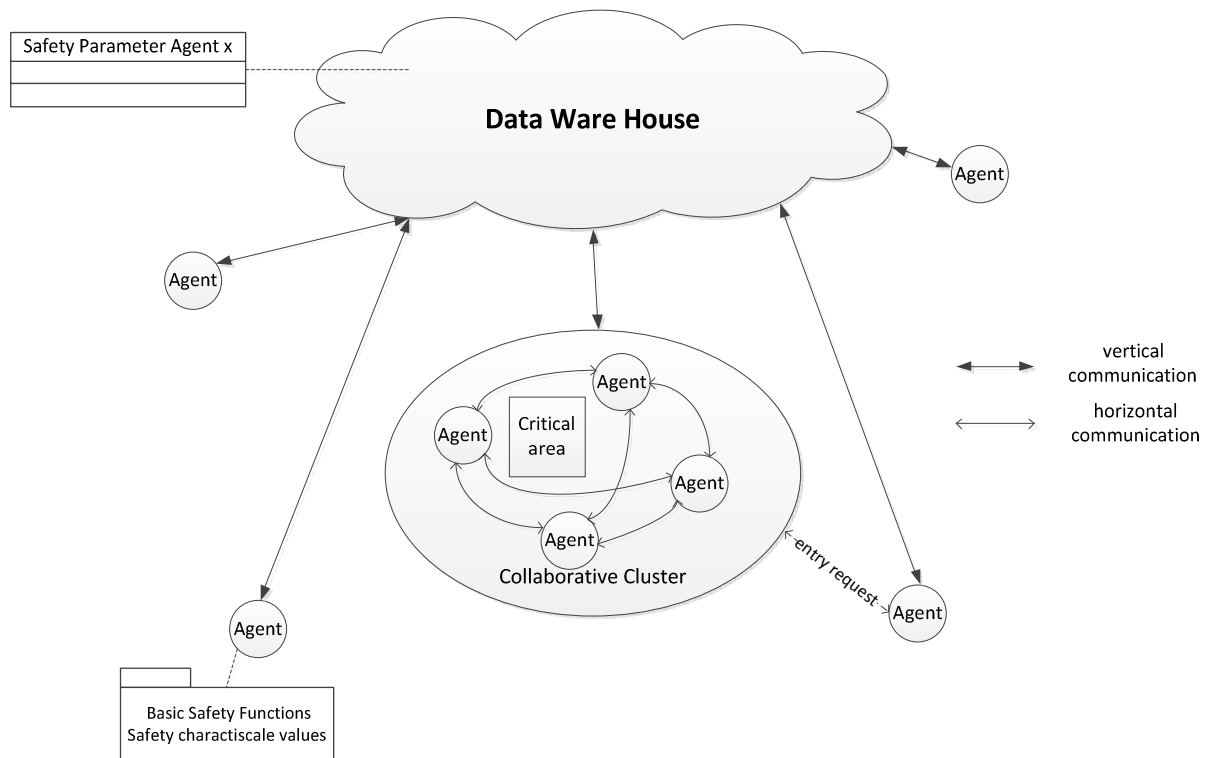 Safety Parameter Agent x
Data Ware House
Agent
Agent
vertical
communication
Agent
horizontal
communication
Critical
area
Agent
Agent
Agent
entry request
Collaborative Cluster
Agent
Agent
Basic Safety Functions
Safety charactiscale values